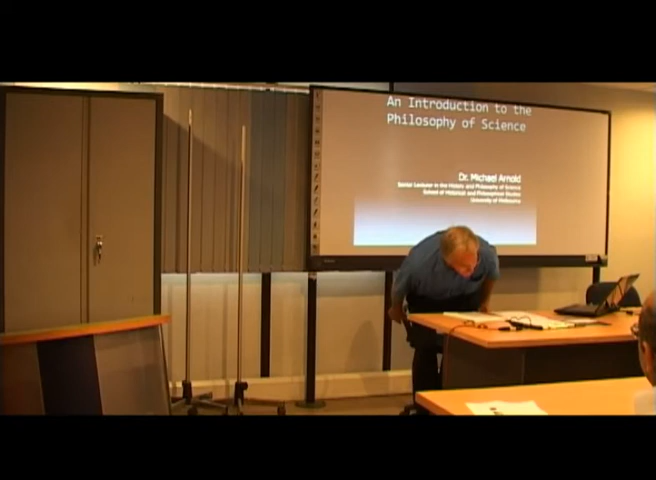 An Introduction to the
Philosophy of Science
Dr. Michael Arnold
Senior Lecturer in the History and Philosophy of Science
School of Historical and Philosophical Studies
University of Melbourne